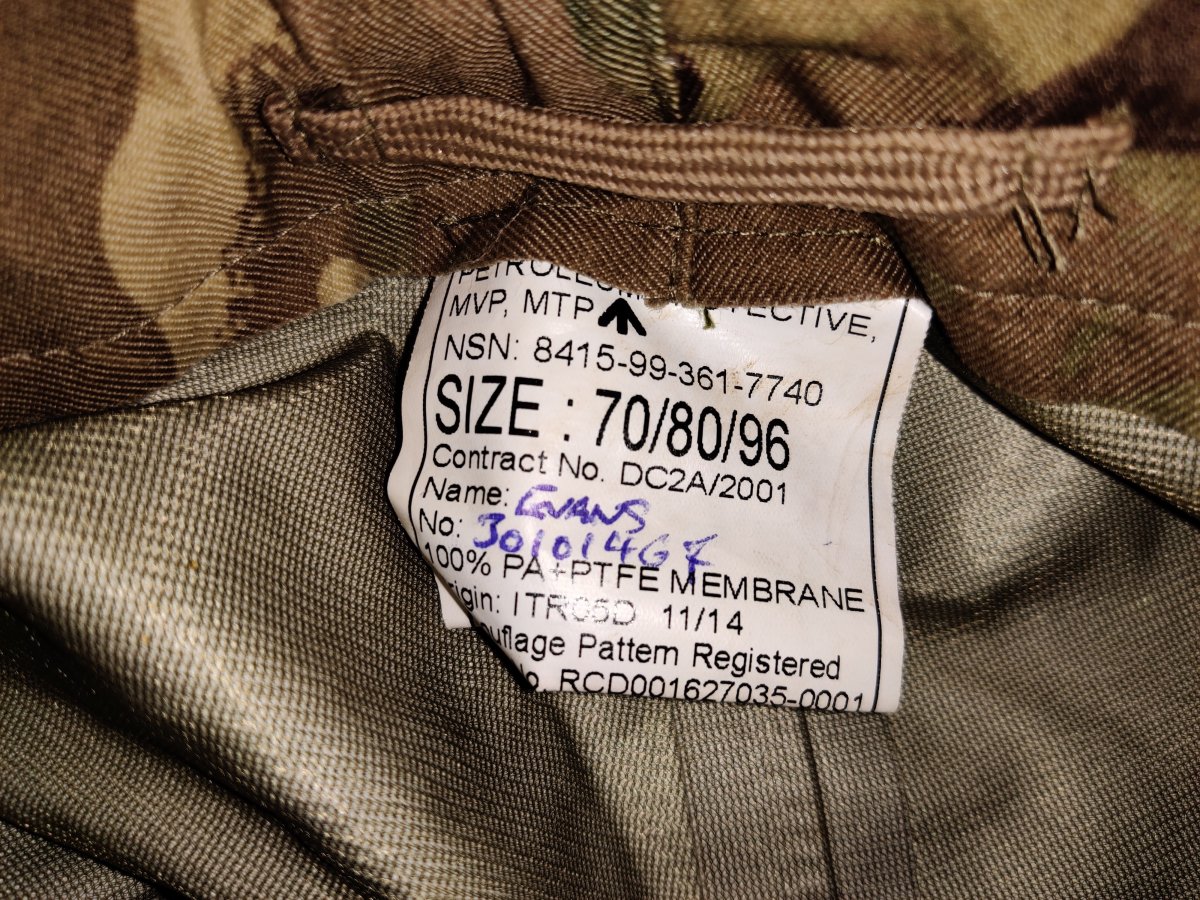 MVP, MTP
NSN: 8415-99-361-7740
SIZE : 70/80/96
Contract No. DC2A/2001
Name: EVANS
No:
100% PA+PTFE MEMBRANE
ITR05D 11/14
Pattern Registered
RCD001627035-0001